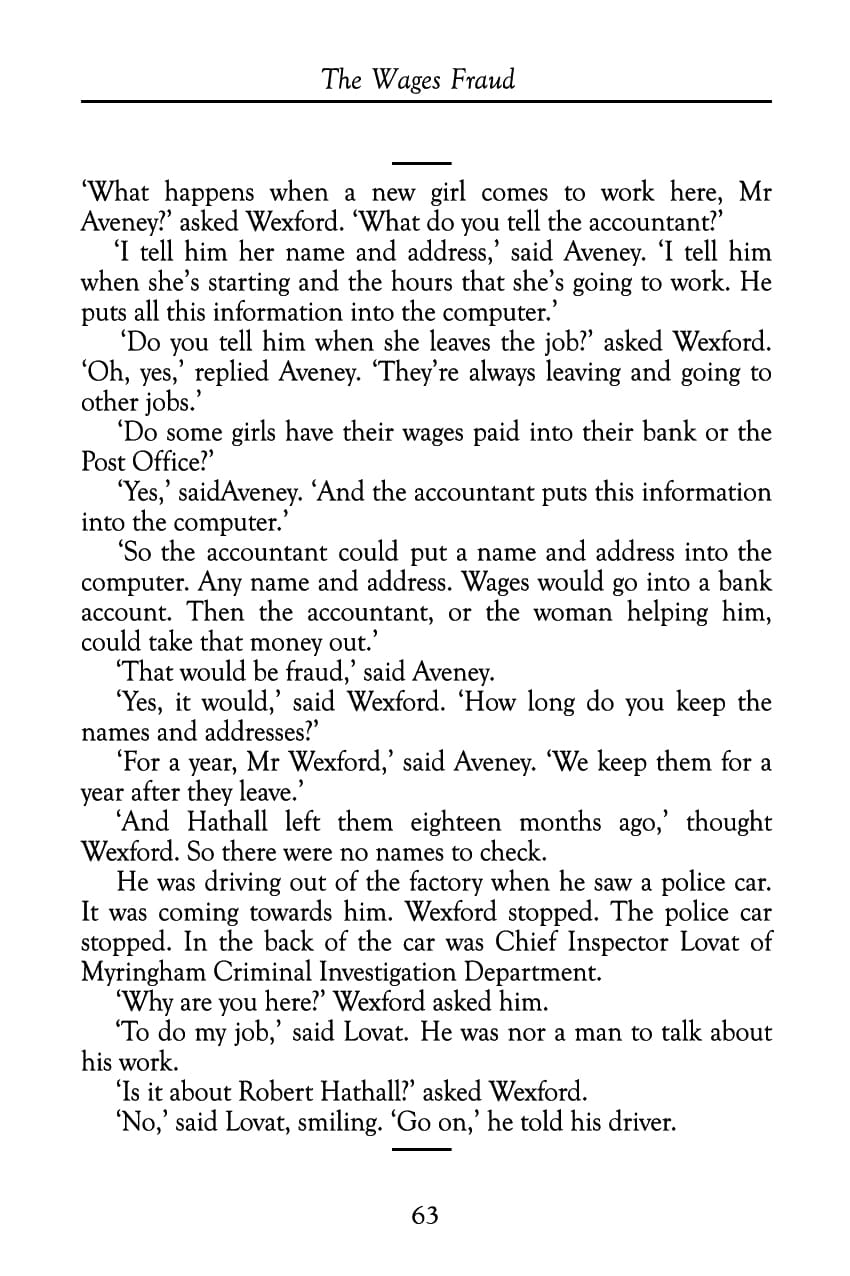 The Wages Fraud
‘What happens when a new girl comes to work here, Mr
Aveney?’ asked Wexford. ‘What do you tell the accountant?’
‘I tell him her name and address,’ said Aveney. ‘I tell him
when she’s starting and the hours that she’s going to work. He
puts all this information into the computer.’
‘Do you tell him when she leaves the job?’ asked Wexford.
‘Oh, yes,’ replied Aveney. ‘They’re always leaving and going to
other jobs.’
‘Do some girls have their wages paid into their bank or the
Post Office?’
‘Yes,’ saidAveney. ‘And the accountant puts this information
into the computer.’
‘So the accountant could put a name and address into the
computer. Any name and address. Wages would go into a bank
account. Then the accountant, or the woman helping him,
could take that money out.’
‘That would be fraud,’ said Aveney.
‘Yes, it would,’ said Wexford. ‘How long do you keep the
names and addresses?’
‘For a year, Mr Wexford,’ said Aveney. ‘We keep them for a
year after they leave.’
‘And Hathall left them eighteen months ago,’ thought
Wexford. So there were no names to check.
He was driving out of the factory when he saw a police car.
It was coming towards him. Wexford stopped. The police car
stopped. In the back of the car was Chief Inspector Lovat of
Myringham Criminal Investigation Department.
‘Why are you here?’ Wexford asked him.
‘To do my job,’ said Lovat. He was nor a man to talk about
his work.
‘Is it about Robert Hathall?’ asked Wexford.
‘No,’ said Lovat, smiling. ‘Go on,’ he told his driver.
63